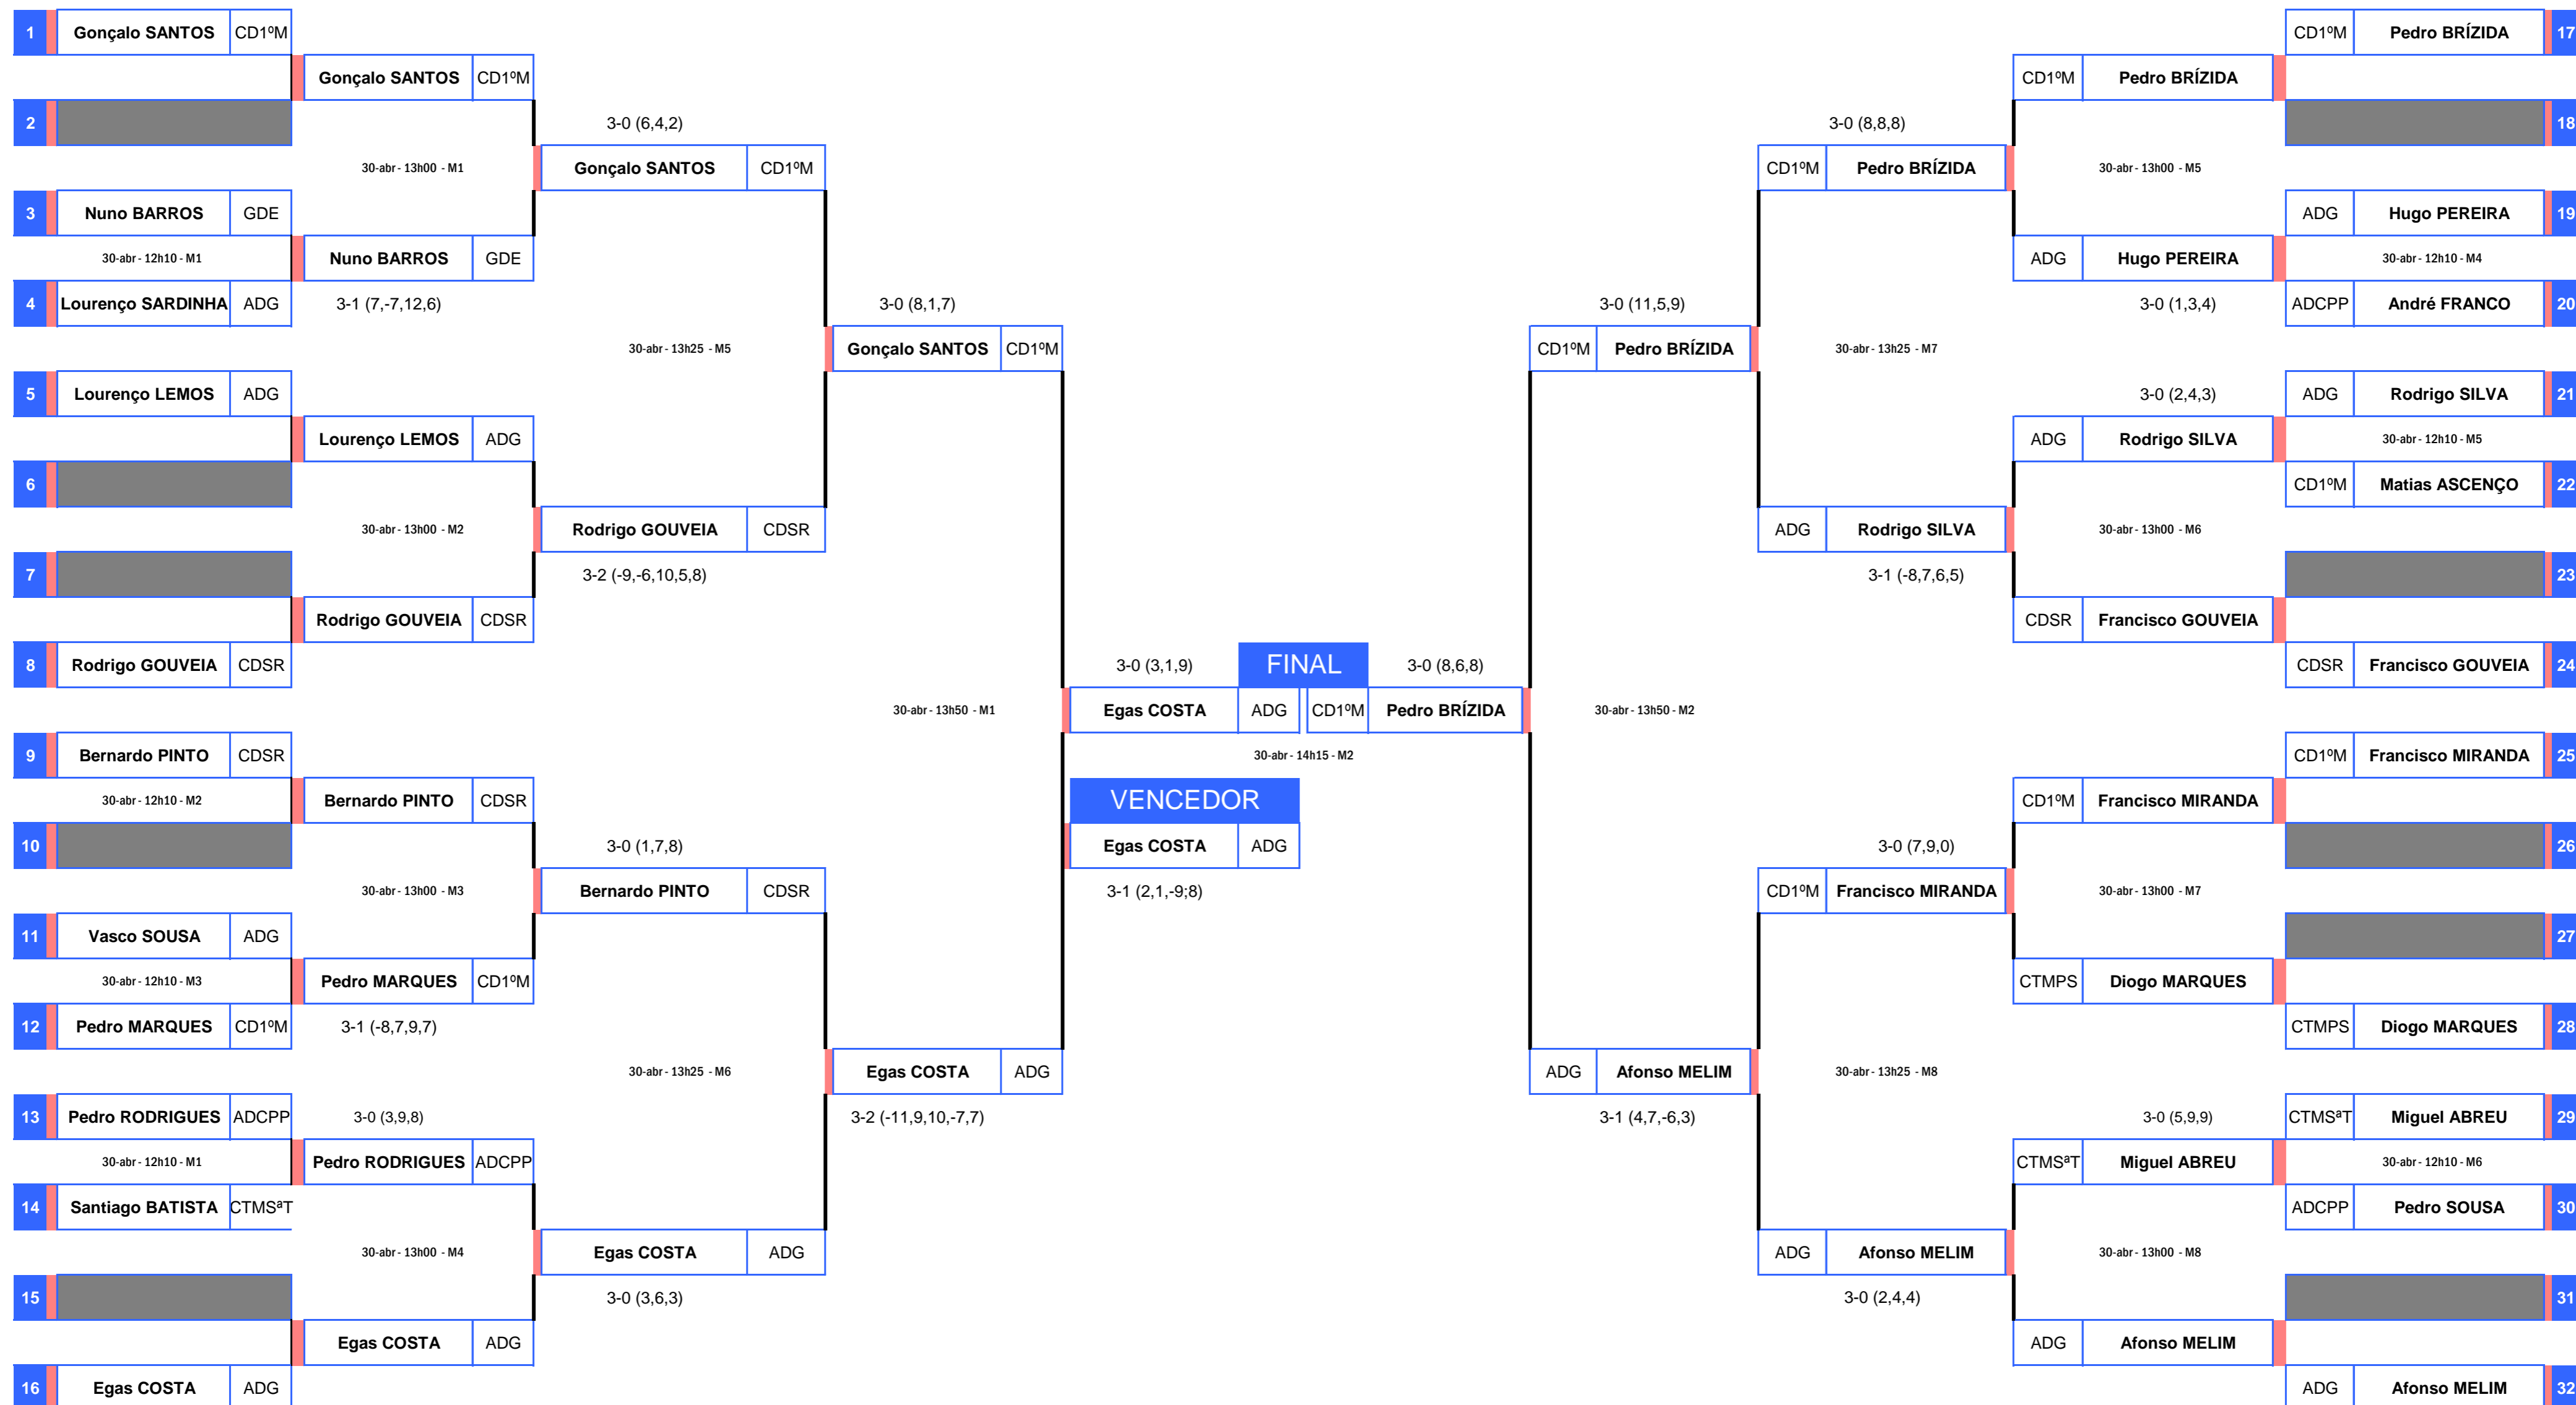 1 Gonçalo SANTOS CD1ºM
Gonçalo SANTOS CD1ºM
2
3-0 (6,4,2)
30-abr - 13h00 - M1
Gonçalo SANTOS CD1ºM
3 Nuno BARROS GDE
30-abr - 12h10 - M1
Nuno BARROS GDE
4 Lourenço SARDINHA ADG
3-1 (7,-7,12,6)
3-0 (8,1,7)
30-abr - 13h25 - M5
Gonçalo SANTOS CD1ºM
5 Lourenço LEMOS ADG
Lourenço LEMOS ADG
6
30-abr - 13h00 - M2
Rodrigo GOUVEIA CDSR
7
3-2 (-9,-6,10,5,8)
Rodrigo GOUVEIA CDSR
8 Rodrigo GOUVEIA CDSR
30-abr - 13h50 - M1
9 Bernardo PINTO CDSR
30-abr - 12h10 - M2
Bernardo PINTO CDSR
10
3-0 (1,7,8)
30-abr - 13h00 - M3
Bernardo PINTO CDSR
11 Vasco SOUSA ADG
30-abr - 12h10 - M3
Pedro MARQUES CD1ºM
12 Pedro MARQUES CD1ºM
3-1 (-8,7,9,7)
30-abr - 13h25 - M6
Egas COSTA ADG
3-2 (-11,9,10,-7,7)
13 Pedro RODRIGUES ADCPP
3-0 (3,9,8)
30-abr - 12h10 - M1
Pedro RODRIGUES ADCPP
14 Santiago BATISTA CTMSªT
30-abr - 13h00 - M4
Egas COSTA ADG
15
3-0 (3,6,3)
Egas COSTA ADG
16 Egas COSTA ADG
3-0 (3,1,9)
FINAL
3-0 (8,6,8)
Egas COSTA ADG
CD1ºM Pedro BRÍZIDA
30-abr - 14h15 - M2
VENCEDOR
Egas COSTA ADG
3-1 (2,1,-9;8)
CD1ºM Pedro BRÍZIDA 17
CD1ºM Pedro BRÍZIDA
18
3-0 (8,8,8)
CD1ºM Pedro BRÍZIDA
30-abr - 13h00 - M5
ADG Hugo PEREIRA 19
ADG Hugo PEREIRA
30-abr - 12h10 - M4
3-0 (1,3,4)
ADCPP André FRANCO 20
3-0 (11,5,9)
CD1ºM Pedro BRÍZIDA
30-abr - 13h25 - M7
3-0 (2,4,3)
ADG Rodrigo SILVA 21
ADG Rodrigo SILVA
30-abr - 12h10 - M5
CD1ºM Matias ASCENÇO 22
ADG Rodrigo SILVA
30-abr - 13h00 - M6
3-1 (-8,7,6,5)
23
CDSR Francisco GOUVEIA
CDSR Francisco GOUVEIA 24
30-abr - 13h50 - M2
CD1ºM Francisco MIRANDA 25
CD1ºM Francisco MIRANDA
26
3-0 (7,9,0)
CD1ºM Francisco MIRANDA
30-abr - 13h00 - M7
27
CTMPS Diogo MARQUES
CTMPS Diogo MARQUES 28
ADG Afonso MELIM
30-abr - 13h25 - M8
3-1 (4,7,-6,3)
3-0 (5,9,9)
CTMSªT Miguel ABREU 29
CTMSªT Miguel ABREU
30-abr - 12h10 - M6
ADCPP Pedro SOUSA 30
ADG Afonso MELIM
30-abr - 13h00 - M8
3-0 (2,4,4)
31
ADG Afonso MELIM
ADG Afonso MELIM 32